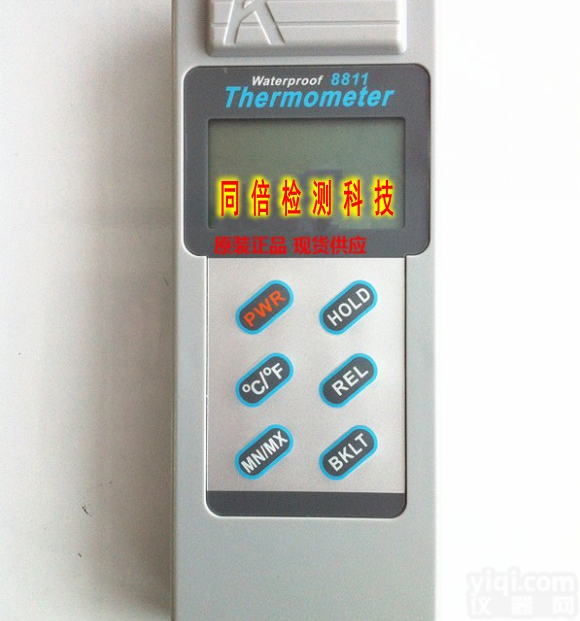 K
Waterproof 8811
Thermometer
同倍检测科技
原装正品 现货供应
PWR
HOLD
°C/°F
REL
MN/MX
BKLT
yiqi.com
仪器网